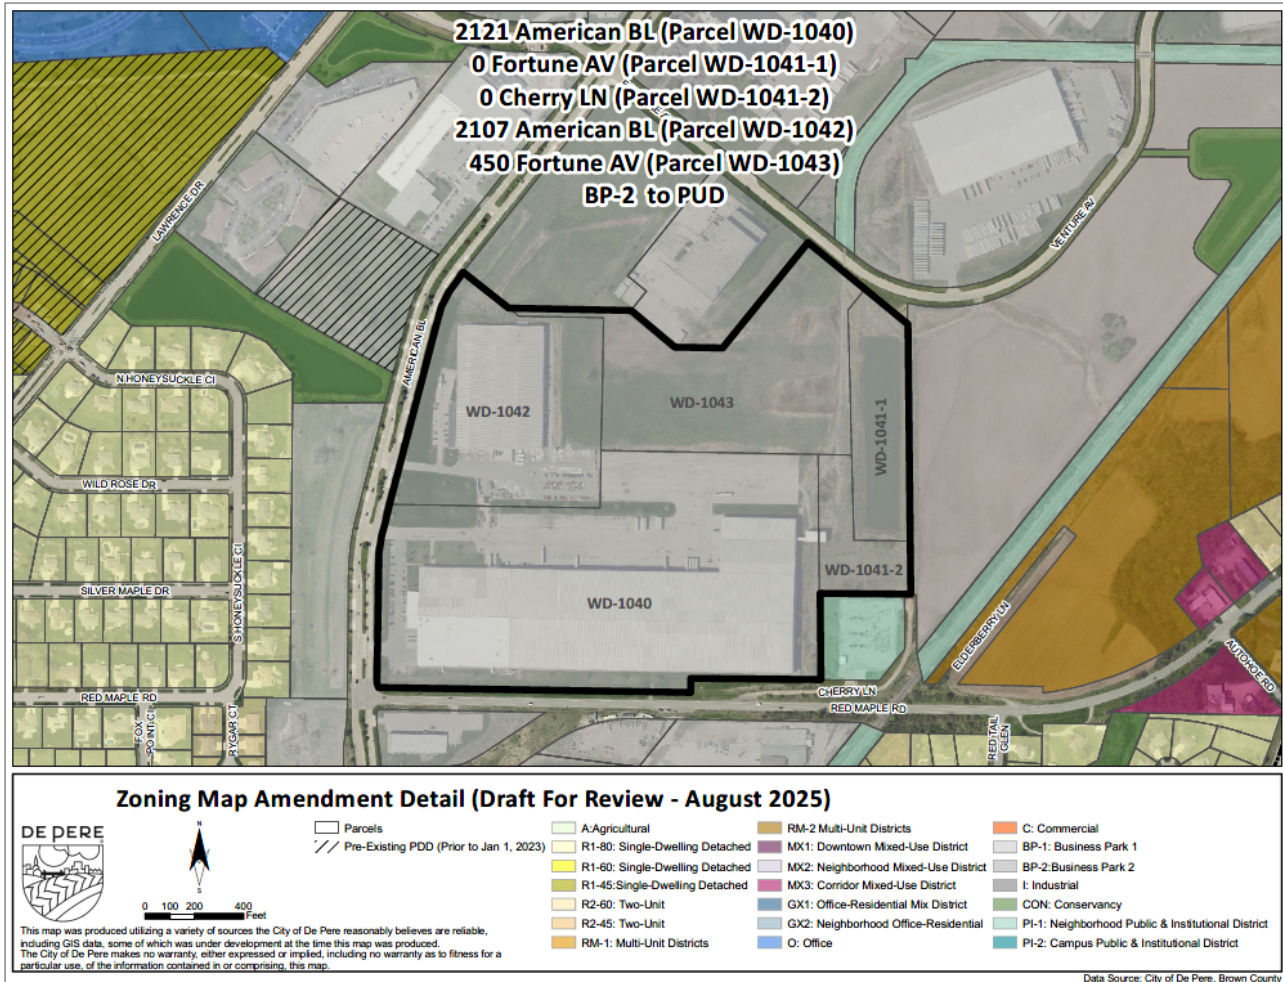 2121 American BL (Parcel WD-1040)
0 Fortune AV (Parcel WD-1041-1)
0 Cherry LN (Parcel WD-1041-2)
2107 American BL (Parcel WD-1042)
450 Fortune AV (Parcel WD-1043)
BP-2 to PUD
LAWRENCE DR
VENTURE AV
AMERICAN BL
N HONEYSUCKLE CI
WD-1042
WD-1043
WD-1041-1
WILD ROSE DR
S HONEYSUCKLE CI
SILVER MAPLE DR
WD-1040
WD-1041-2
ELDERBERRY LN
AUTOHOE RD
RED MAPLE RD
CHERRY LN
RED MAPLE RD
FOX
POINT CI
RYGAR CT
RED TAIL
GLEN
Zoning Map Amendment Detail (Draft For Review - August 2025)
DE PERE
N
S
0 100 200 400
Feet
Parcels
Pre-Existing PDD (Prior to Jan 1, 2023)
A:Agricultural
R1-80: Single-Dwelling Detached
R1-60: Single-Dwelling Detached
R1-45:Single-Dwelling Detached
R2-60: Two-Unit
R2-45: Two-Unit
RM-1: Multi-Unit Districts
RM-2 Multi-Unit Districts
MX1: Downtown Mixed-Use District
MX2: Neighborhood Mixed-Use District
MX3: Corridor Mixed-Use District
GX1: Office-Residential Mix District
GX2: Neighborhood Office-Residential
O: Office
C: Commercial
BP-1: Business Park 1
BP-2:Business Park 2
I: Industrial
CON: Conservancy
PI-1: Neighborhood Public & Institutional District
PI-2: Campus Public & Institutional District
This map was produced utilizing a variety of sources the City of De Pere reasonably believes are reliable,
including GIS data, some of which was under development at the time this map was produced.
The City of De Pere makes no warranty, either expressed or implied, including no warranty as to fitness for a
particular use, of the information contained in or comprising, this map.
Data Source: City of De Pere, Brown County